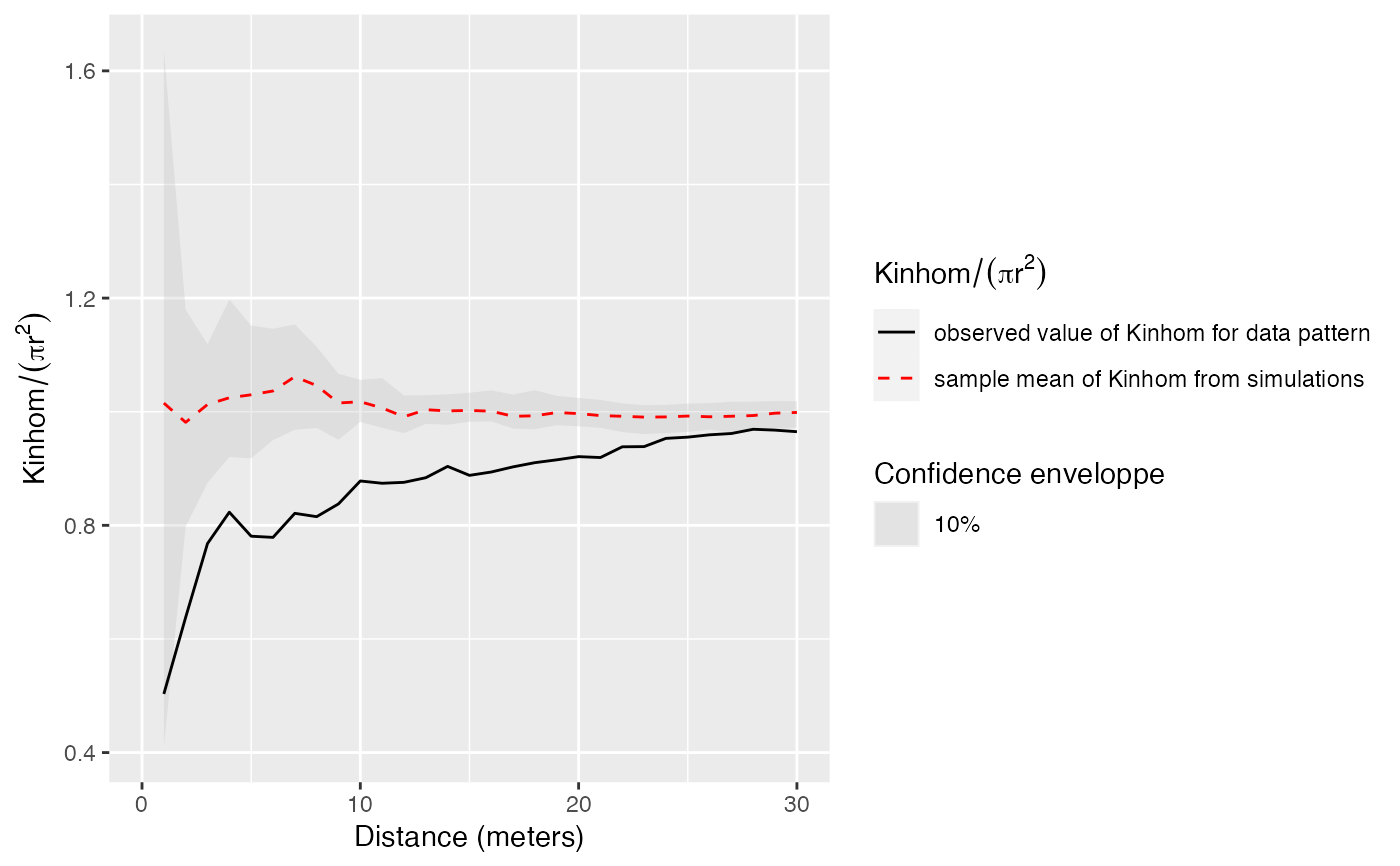 Kinhom/(πr²)
1.6
1.2
0.8
0.4
0
10
20
30
Distance (meters)
Kinhom/(πr²)
observed value of Kinhom for data pattern
sample mean of Kinhom from simulations
Confidence enveloppe
10%